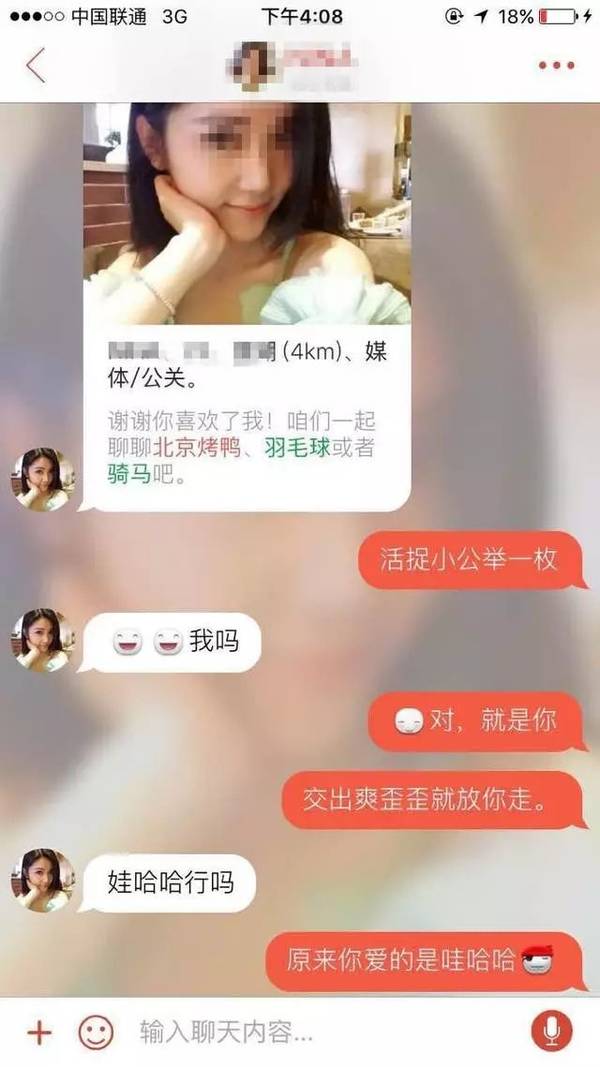 中国联通 3G 下午4:08 18%
(4km)、媒
体/公关。
谢谢你喜欢了我！咱们一起
聊聊北京烤鸭、羽毛球或者
骑马吧。
活捉小公举一枚
我吗
对，就是你
交出爽歪歪就放你走。
娃哈哈行吗
原来你爱的是哇哈哈
输入聊天内容...